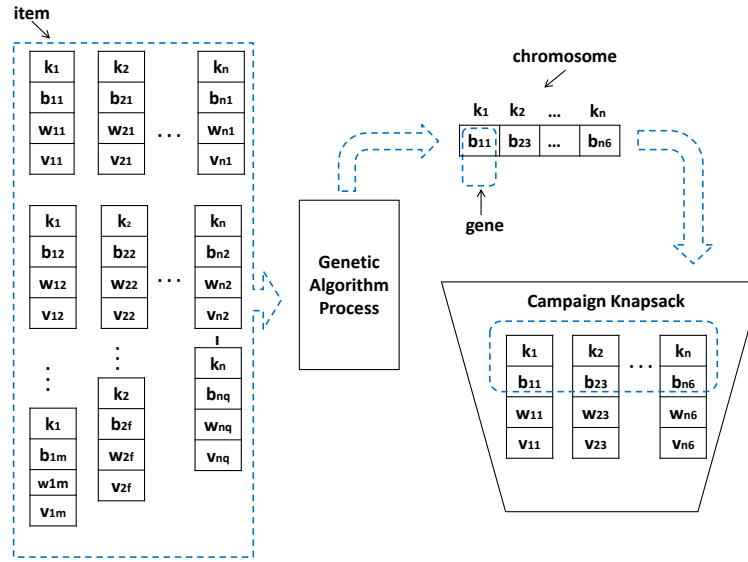 item
k1 k2 kn
b11 b21 bn1
w11 w21 ... wn1
v11 v21 vn1
k1 k2 kn
b12 b22 bn2
w12 w22 ... wn2
v12 v22 vn2
k1
b1m
w1m
v1m
k2
b2f
w2f
v2f
kn
bnq
wnq
vnq
Genetic
Algorithm
Process
chromosome
k1 k2 ... kn
b11 b23 ... bn6
gene
Campaign Knapsack
k1 k2 ... kn
b11 b23 bn6
w11 w23 wn6
v11 v23 vn6